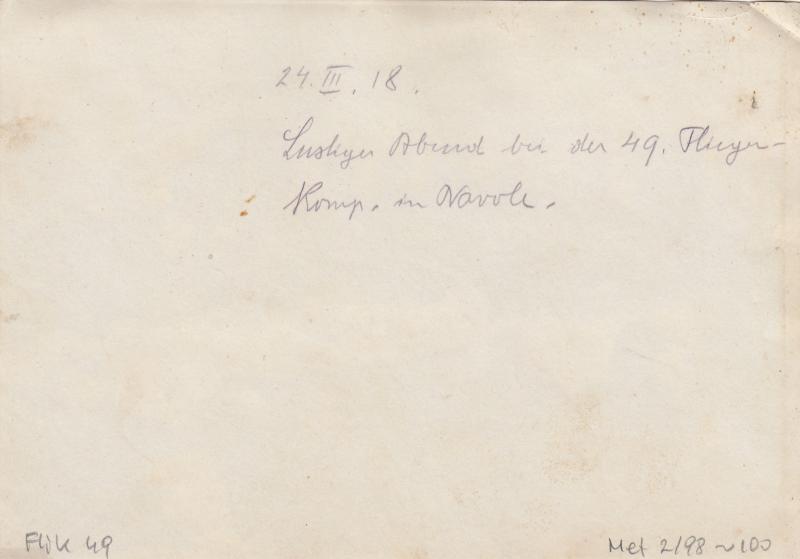 24. III. 18.
Lustiger Abend bei der 49. Flieger-
Komp. in Navole.
Flik 49
Met 2/98 ~100